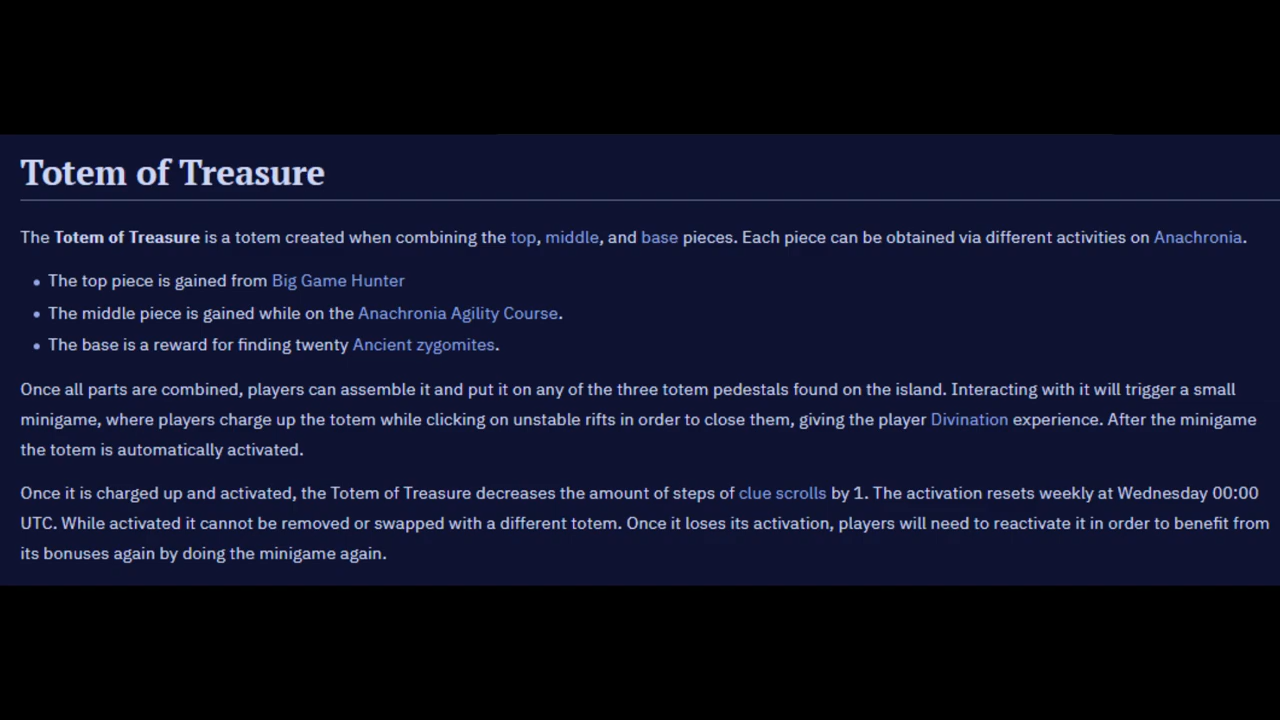 Totem of Treasure
The Totem of Treasure is a totem created when combining the top, middle, and base pieces. Each piece can be obtained via different activities on Anachronia.
• The top piece is gained from Big Game Hunter
• The middle piece is gained while on the Anachronia Agility Course.
• The base is a reward for finding twenty Ancient zygomites.
Once all parts are combined, players can assemble it and put it on any of the three totem pedestals found on the island. Interacting with it will trigger a small
minigame, where players charge up the totem while clicking on unstable rifts in order to close them, giving the player Divination experience. After the minigame
the totem is automatically activated.
Once it is charged up and activated, the Totem of Treasure decreases the amount of steps of clue scrolls by 1. The activation resets weekly at Wednesday 00:00
UTC. While activated it cannot be removed or swapped with a different totem. Once it loses its activation, players will need to reactivate it in order to benefit from
its bonuses again by doing the minigame again.